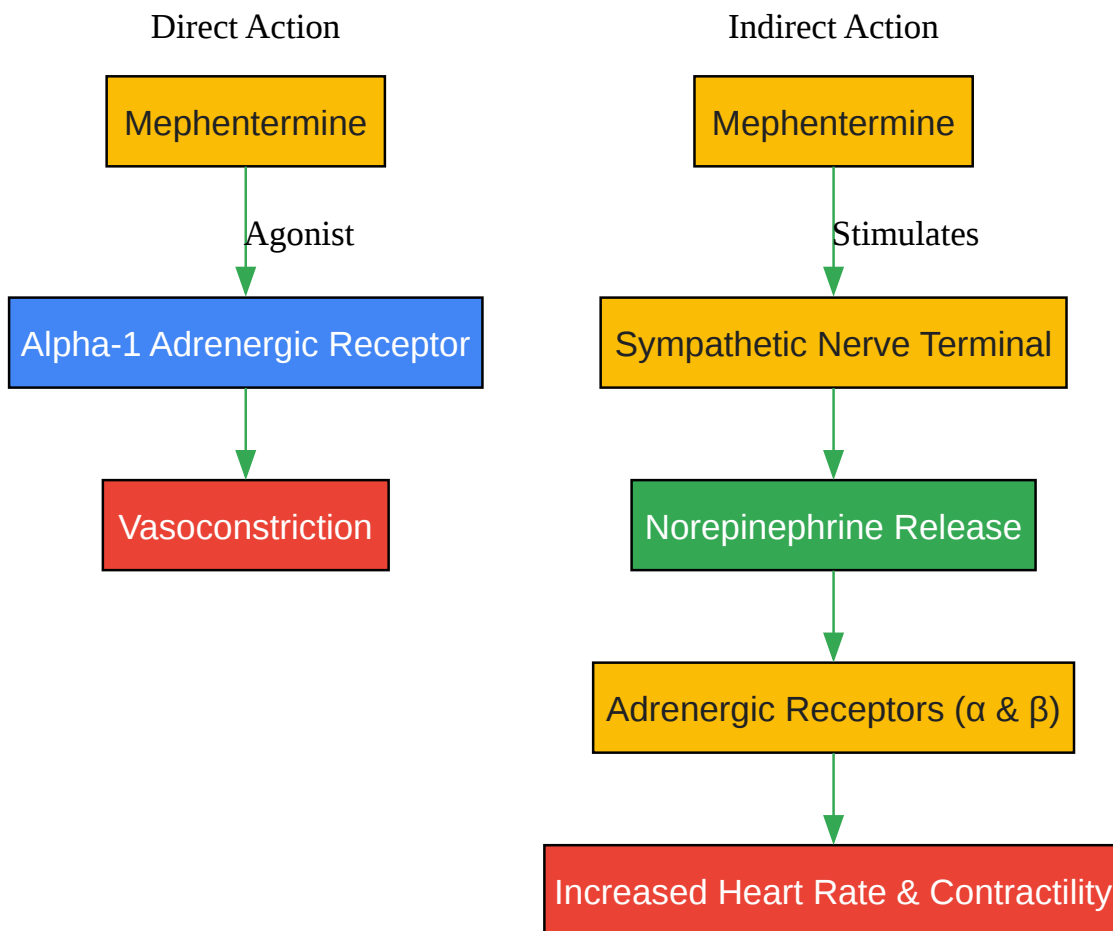 Direct Action
Mephentermine
Agonist
Alpha-1 Adrenergic Receptor
Vasoconstriction
Indirect Action
Mephentermine
Stimulates
Sympathetic Nerve Terminal
Norepinephrine Release
Adrenergic Receptors (α & β)
Increased Heart Rate & Contractility